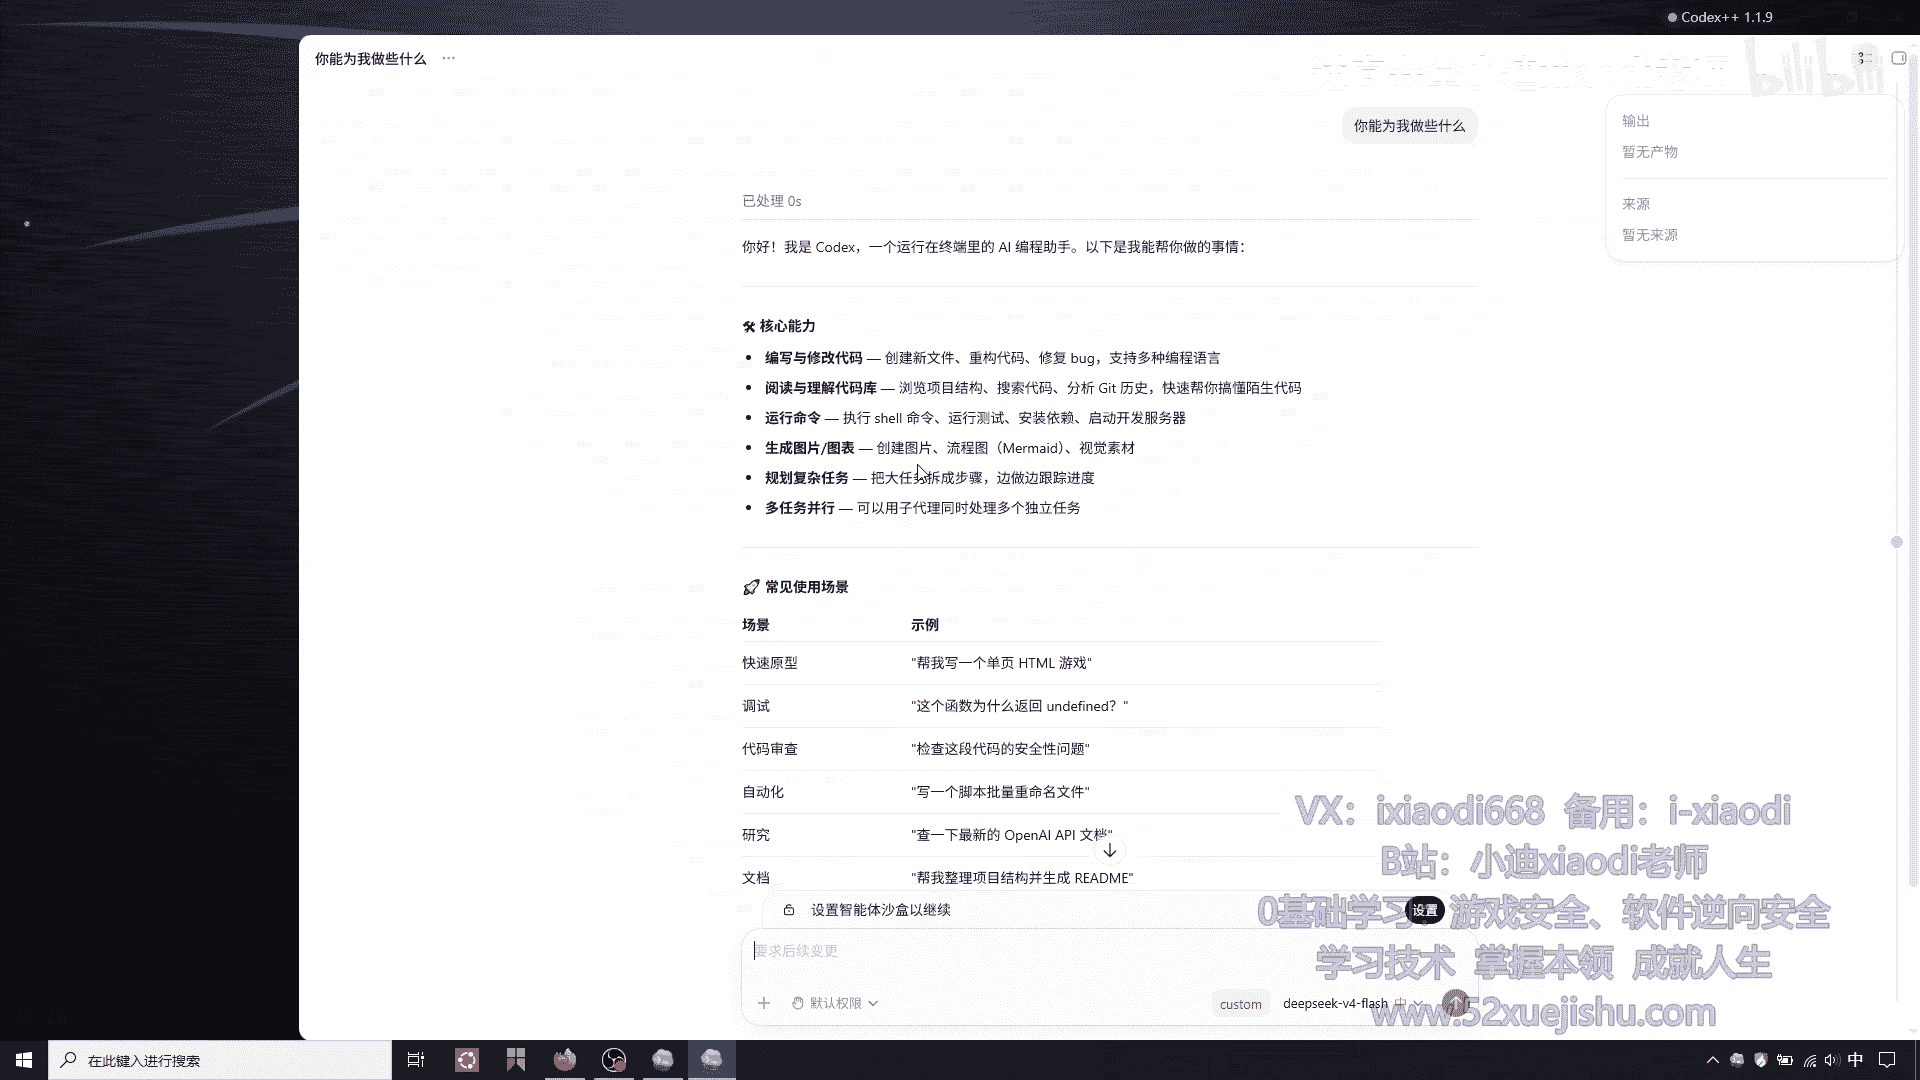 Codex++ 1.1.9
你能为我做些什么 ···
bilibili
你能为我做些什么
输出
暂无产物
来源
暂无来源
已处理 0s
你好！我是 Codex，一个运行在终端里的 AI 编程助手。以下是我能帮你做的事情：
🛠 核心能力
• 编写与修改代码 — 创建新文件、重构代码、修复 bug，支持多种编程语言
• 阅读与理解代码库 — 浏览项目结构、搜索代码、分析 Git 历史，快速帮你搞懂陌生代码
• 运行命令 — 执行 shell 命令、运行测试、安装依赖、启动开发服务器
• 生成图片/图表 — 创建图片、流程图（Mermaid）、视觉素材
• 规划复杂任务 — 把大任务拆成步骤，边做边跟踪进度
• 多任务并行 — 可以用子代理同时处理多个独立任务
🚀 常见使用场景
场景 示例
快速原型 "帮我写一个单页 HTML 游戏"
调试 "这个函数为什么返回 undefined？"
代码审查 "检查这段代码的安全性问题"
自动化 "写一个脚本批量重命名文件"
研究 "查一下最新的 OpenAI API 文档"
文档 "帮我整理项目结构并生成 README"
设置智能体沙盒以继续 设置
要求后续变更
默认权限 custom deepseek-v4-flash 中
VX：ixiaodi668 备用：i-xiaodi
B站：小迪xiaodi老师
0基础学习：游戏安全、软件逆向安全
学习技术 掌握本领 成就人生
www.52xuejishu.com
在此键入进行搜索
中